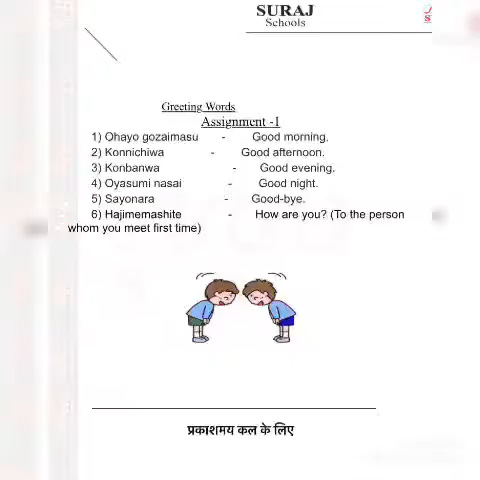 SURAJ
Schools
Greeting Words
Assignment -1
1) Ohayo gozaimasu - Good morning.
2) Konnichiwa - Good afternoon.
3) Konbanwa - Good evening.
4) Oyasumi nasai - Good night.
5) Sayonara - Good-bye.
6) Hajimemashite - How are you? (To the person
whom you meet first time)
प्रकाशमय कल के लिए